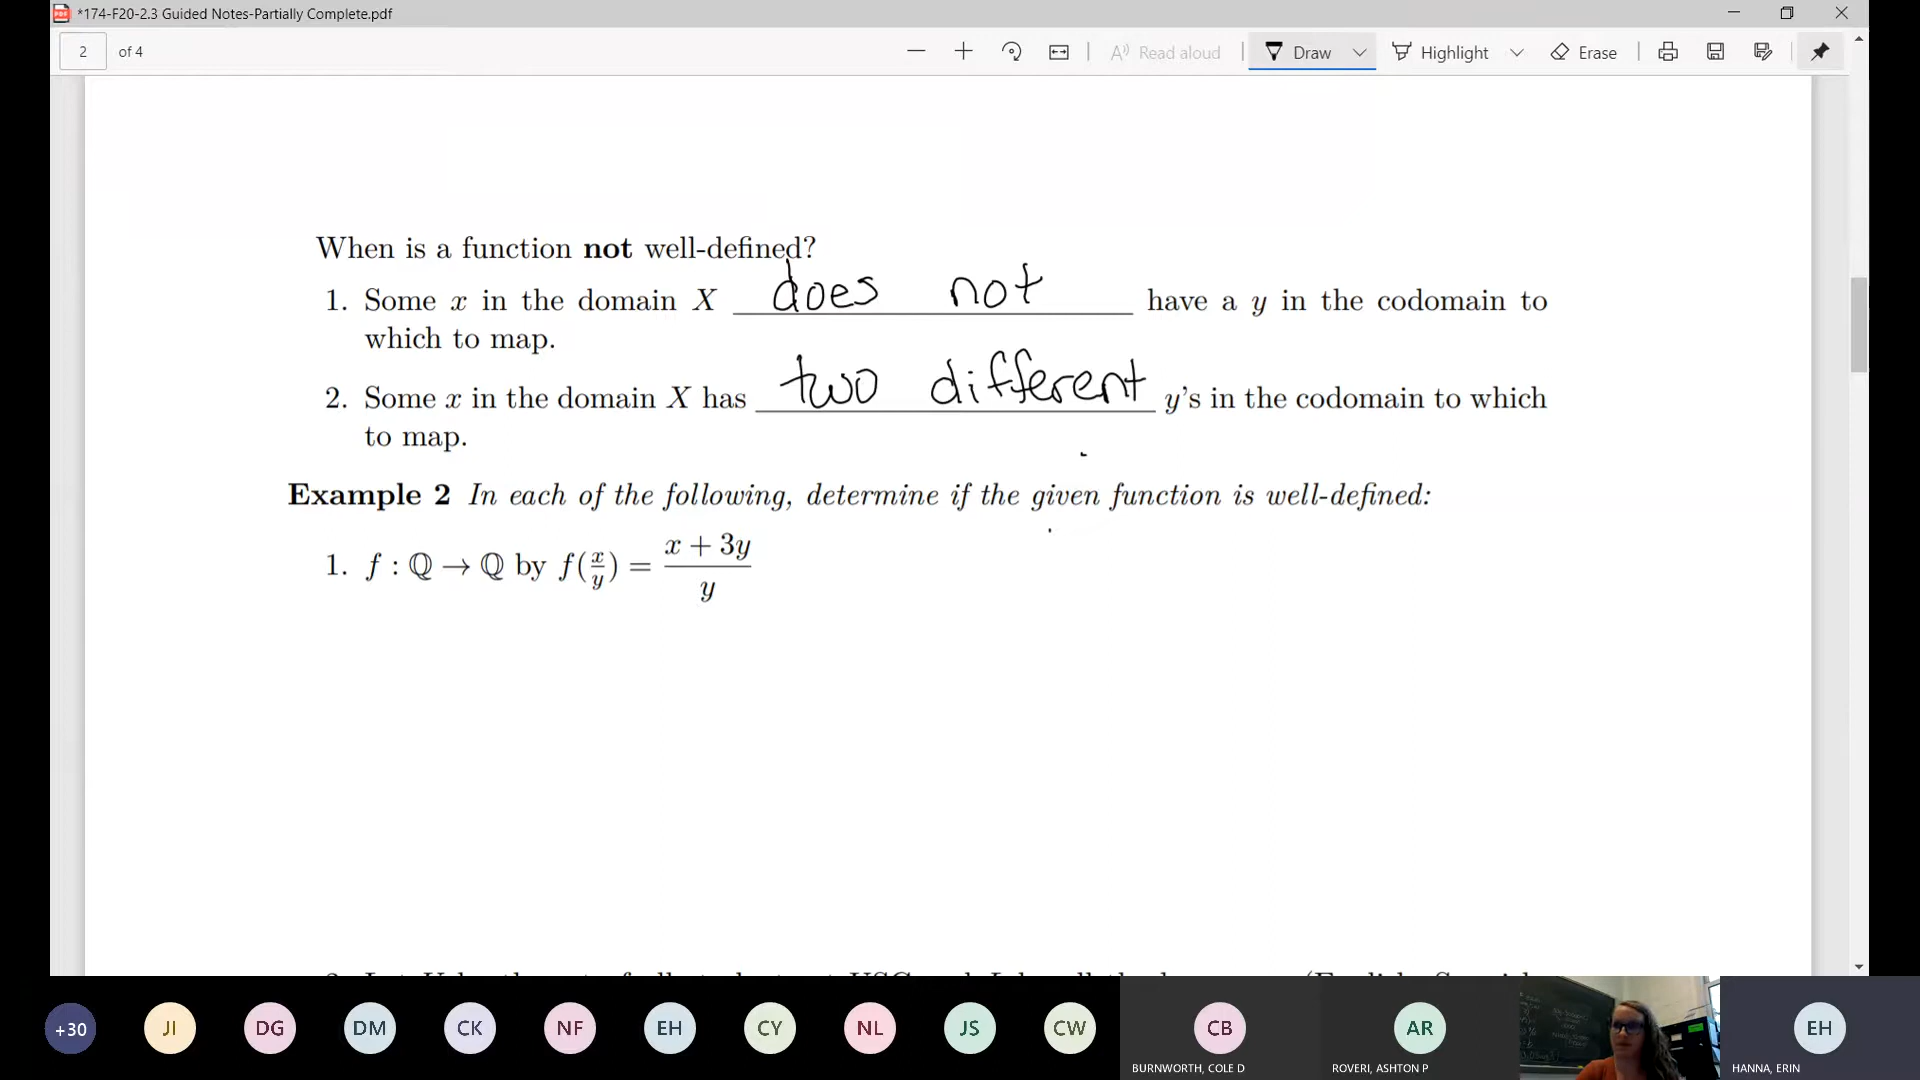 *174-F20-2.3 Guided Notes-Partially Complete.pdf
2 of 4
Read aloud
Draw
Highlight
Erase
When is a function not well-defined?
1. Some x in the domain X does not have a y in the codomain to
which to map.
2. Some x in the domain X has two different y's in the codomain to which
to map.
Example 2 In each of the following, determine if the given function is well-defined:
1. f : ℚ → ℚ by f(x/y) = (x + 3y)/y
+30 JI DG DM CK NF EH CY NL JS CW CB AR EH
BURNWORTH, COLE D ROVERI, ASHTON P HANNA, ERIN